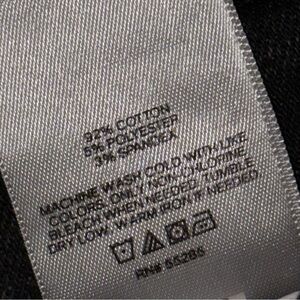 92% COTTON
5% POLYESTER
3% SPANDEX
MACHINE WASH COLD WITH LIKE
COLORS. ONLY NON-CHLORINE
BLEACH WHEN NEEDED. TUMBLE
DRY LOW. WARM IRON IF NEEDED
RN# 55285